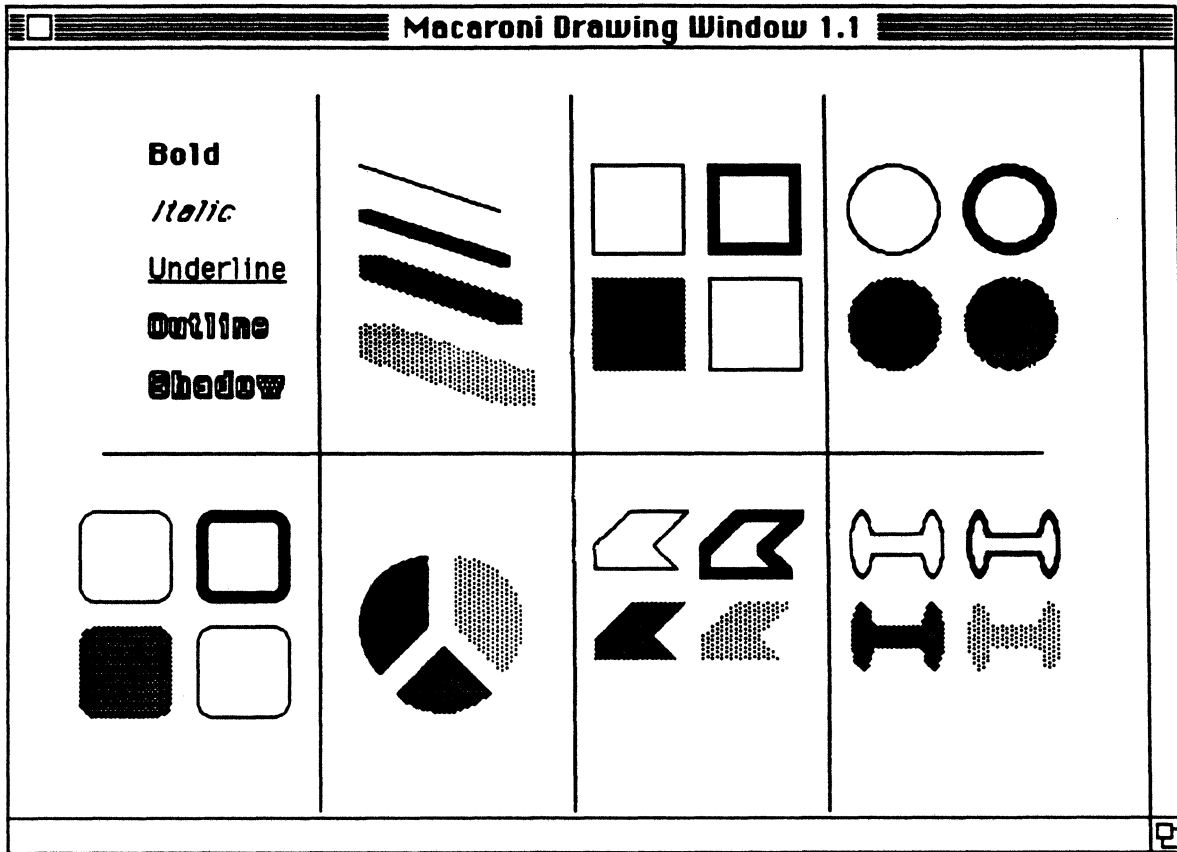 Macaroni Drawing Window 1.1
Bold
Italic
Underline
Outline
Shadow